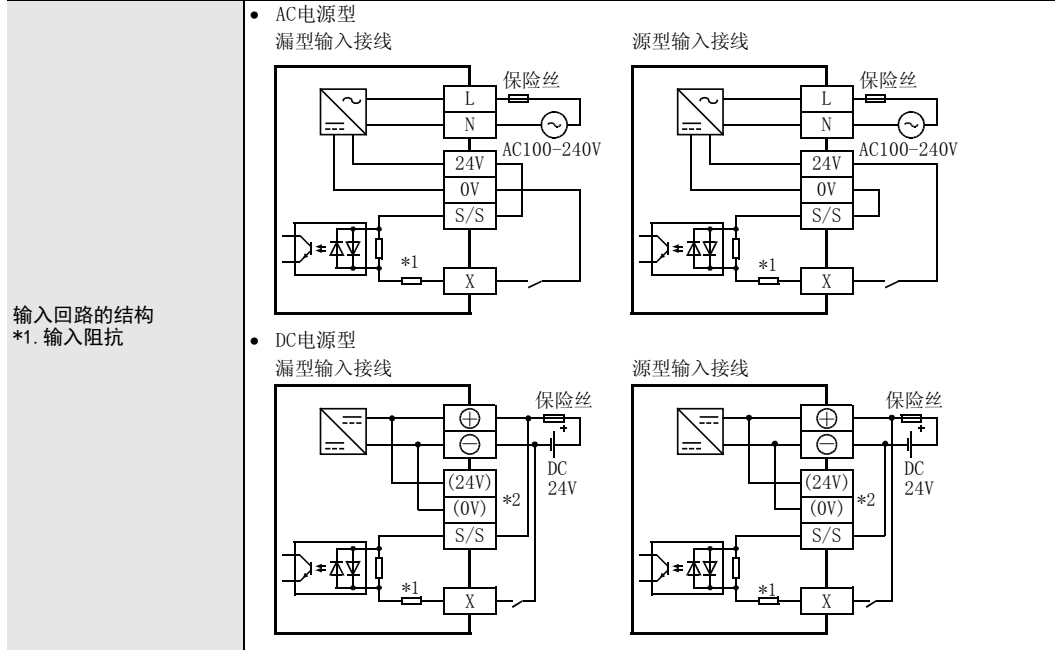 输入回路的结构
*1. 输入阻抗
• AC电源型
漏型输入接线
L
N
24V
0V
S/S
X
保险丝
AC100-240V
*1
源型输入接线
L
N
24V
0V
S/S
X
保险丝
AC100-240V
*1
• DC电源型
漏型输入接线
(24V)
(0V)
S/S
X
保险丝
+
DC
24V
*2
*1
源型输入接线
(24V)
(0V)
S/S
X
保险丝
+
DC
24V
*2
*1